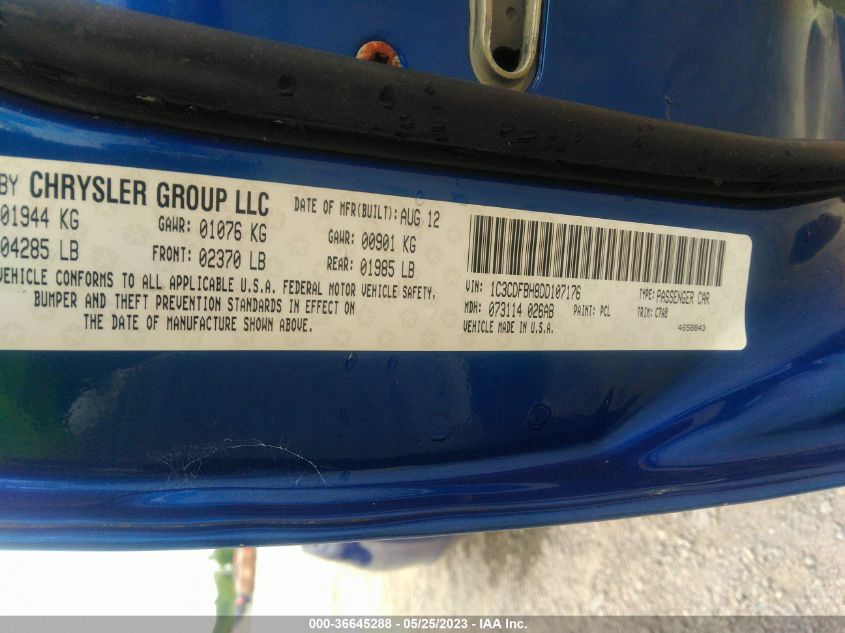 BY CHRYSLER GROUP LLC
DATE OF MFR(BUILT): AUG 12
01944 KG GAWR: 01076 KG GAWR: 00901 KG
04285 LB FRONT: 02370 LB REAR: 01985 LB
VEHICLE CONFORMS TO ALL APPLICABLE U.S.A. FEDERAL MOTOR VEHICLE SAFETY,
BUMPER AND THEFT PREVENTION STANDARDS IN EFFECT ON
THE DATE OF MANUFACTURE SHOWN ABOVE.
VIN: 1C3CDFBH8DD107176 TYPE: PASSENGER CAR
MDH: 073114 026AB PAINT: PCL TRIM: C7A8
VEHICLE MADE IN U.S.A. 4658843
000-36645288 - 05/25/2023 - IAA Inc.